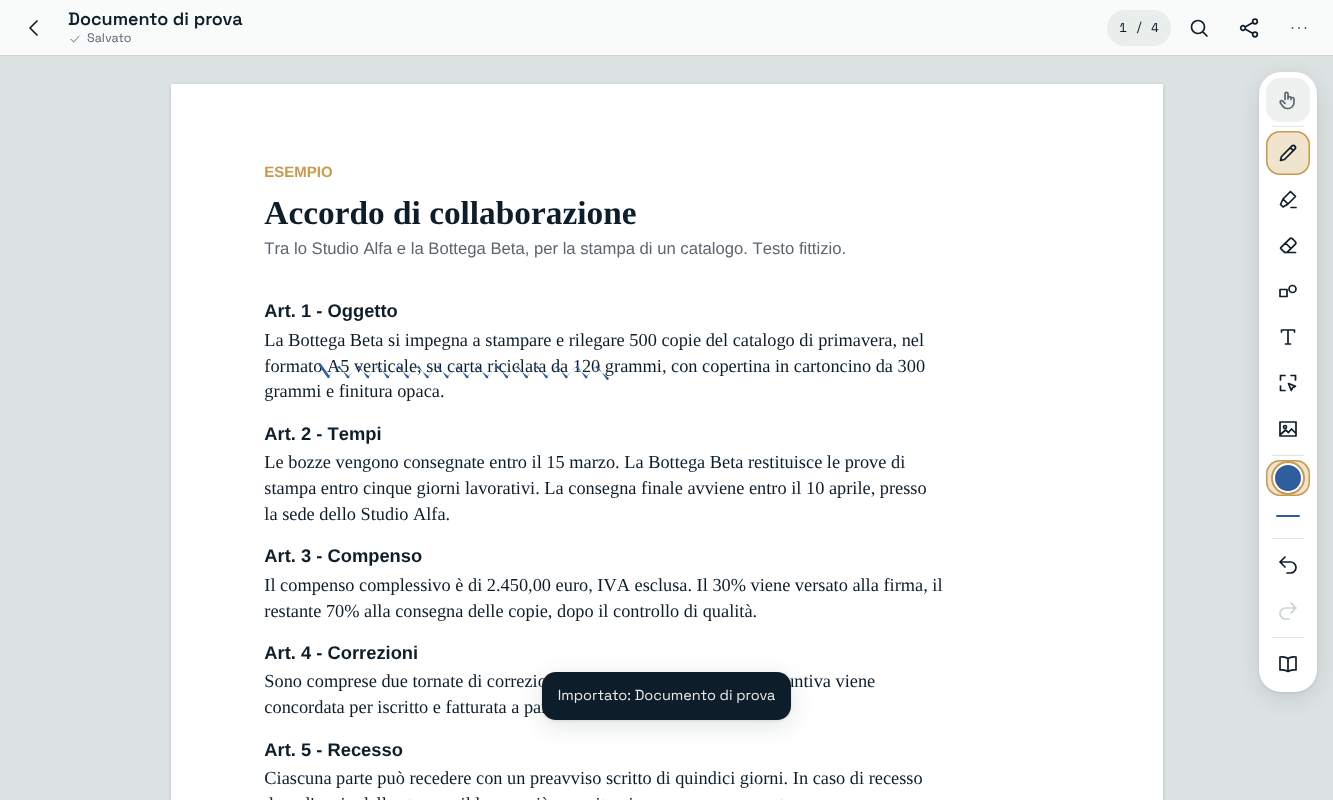 Documento di prova
Salvato
1 / 4
ESEMPIO
Accordo di collaborazione
Tra lo Studio Alfa e la Bottega Beta, per la stampa di un catalogo. Testo fittizio.
Art. 1 - Oggetto
La Bottega Beta si impegna a stampare e rilegare 500 copie del catalogo di primavera, nel
formato A5 verticale, su carta riciclata da 120 grammi, con copertina in cartoncino da 300
grammi e finitura opaca.
Art. 2 - Tempi
Le bozze vengono consegnate entro il 15 marzo. La Bottega Beta restituisce le prove di
stampa entro cinque giorni lavorativi. La consegna finale avviene entro il 10 aprile, presso
la sede dello Studio Alfa.
Art. 3 - Compenso
Il compenso complessivo è di 2.450,00 euro, IVA esclusa. Il 30% viene versato alla firma, il
restante 70% alla consegna delle copie, dopo il controllo di qualità.
Art. 4 - Correzioni
Sono comprese due tornate di viene
concordata per iscritto e fatturata a
Importato: Documento di prova
Art. 5 - Recesso
Ciascuna parte può recedere con un preavviso scritto di quindici giorni. In caso di recesso